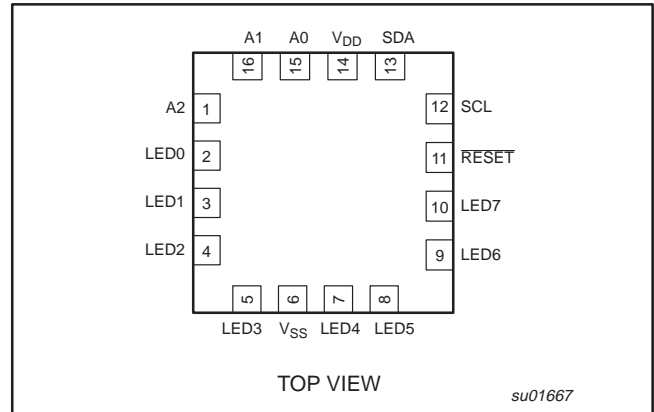 A1 A0 VDD SDA
16 15 14 13
A2 1 12 SCL
LED0 2 11 RESET
LED1 3 10 LED7
LED2 4 9 LED6
5 6 7 8
LED3 VSS LED4 LED5
TOP VIEW
su01667